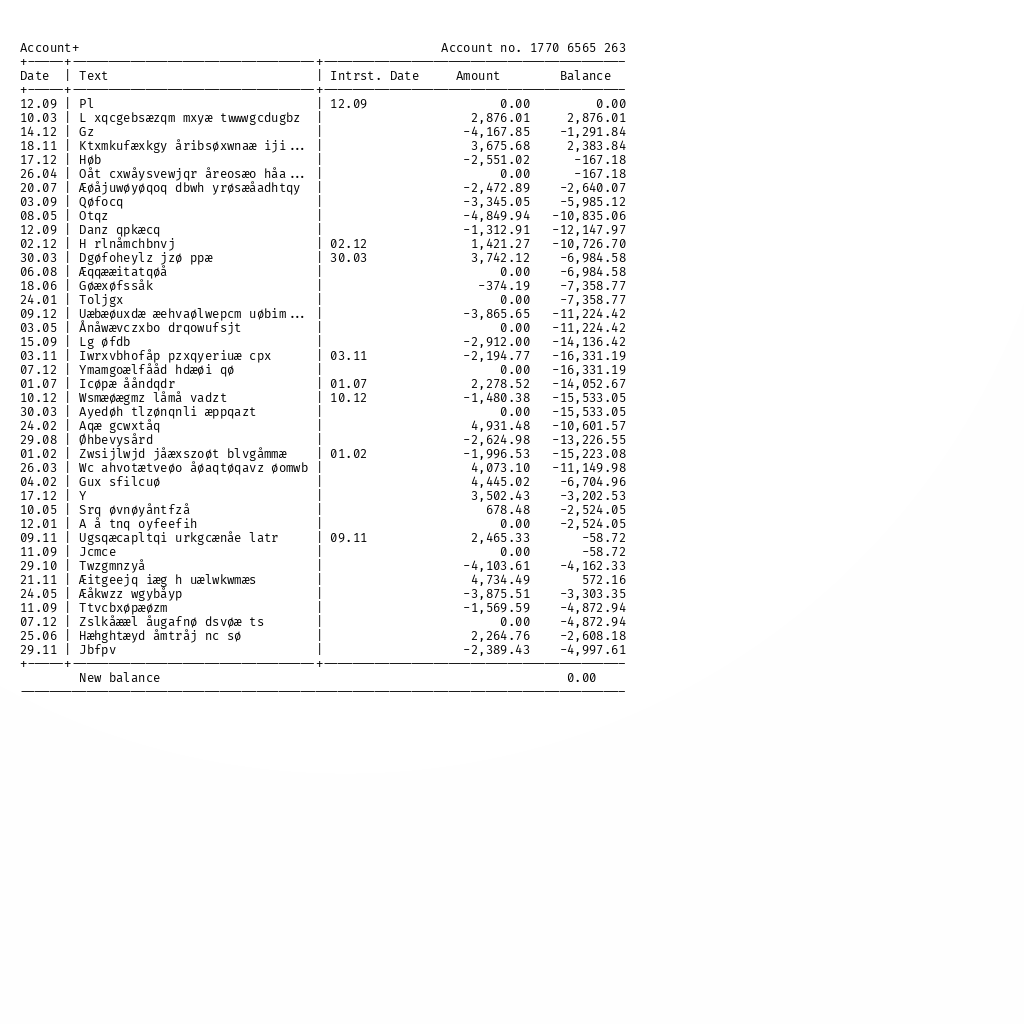 Account+ Account no. 1770 6565 263
+-----+---------------------------------+-----------------------------------------
Date | Text | Intrst. Date Amount Balance
+-----+---------------------------------+-----------------------------------------
12.09 | Pl | 12.09 0.00 0.00
10.03 | L xqcgebsæzqm mxyæ twwwgcdugbz | 2,876.01 2,876.01
14.12 | Gz | -4,167.85 -1,291.84
18.11 | Ktxmkufæxkgy åribsøxwnaæ iji... | 3,675.68 2,383.84
17.12 | Høb | -2,551.02 -167.18
26.04 | Oåt cxwåysvewjqr åreosæo håa... | 0.00 -167.18
20.07 | Æøåjuwøyøqoq dbwh yrøsæåadhtqy | -2,472.89 -2,640.07
03.09 | Qøfocq | -3,345.05 -5,985.12
08.05 | Otqz | -4,849.94 -10,835.06
12.09 | Danz qpkæcq | -1,312.91 -12,147.97
02.12 | H rlnåmchbnvj | 02.12 1,421.27 -10,726.70
30.03 | Dgøfoheylz jzø ppæ | 30.03 3,742.12 -6,984.58
06.08 | Æqqææitatqøå | 0.00 -6,984.58
18.06 | Gøæxøfssåk | -374.19 -7,358.77
24.01 | Toljgx | 0.00 -7,358.77
09.12 | Uæbæøuxdæ æehvaølwepcm uøbim... | -3,865.65 -11,224.42
03.05 | Ånåwævczxbo drqowufsjt | 0.00 -11,224.42
15.09 | Lg øfdb | -2,912.00 -14,136.42
03.11 | Iwrxvbhofåp pzxqyeriuæ cpx | 03.11 -2,194.77 -16,331.19
07.12 | Ymamgoælfååd hdæøi qø | 0.00 -16,331.19
01.07 | Icøpæ ååndqdr | 01.07 2,278.52 -14,052.67
10.12 | Wsmæøægmz låmå vadzt | 10.12 -1,480.38 -15,533.05
30.03 | Ayedøh tlzønqnli æppqazt | 0.00 -15,533.05
24.02 | Aqæ gcwxtåq | 4,931.48 -10,601.57
29.08 | Øhbevysård | -2,624.98 -13,226.55
01.02 | Zwsijlwjd jåæxszoøt blvgåmmæ | 01.02 -1,996.53 -15,223.08
26.03 | Wc ahvotætveøo åøaqtøqavz øomwb | 4,073.10 -11,149.98
04.02 | Gux sfilcuø | 4,445.02 -6,704.96
17.12 | Y | 3,502.43 -3,202.53
10.05 | Srq øvnøyåntfzå | 678.48 -2,524.05
12.01 | A å tnq oyfeefih | 0.00 -2,524.05
09.11 | Ugsqæcapltqi urkgcænåe latr | 09.11 2,465.33 -58.72
11.09 | Jcmce | 0.00 -58.72
29.10 | Twzgmnzyå | -4,103.61 -4,162.33
21.11 | Æitgeejq iæg h uælwkwmæs | 4,734.49 572.16
24.05 | Æåkwzz wgybåyp | -3,875.51 -3,303.35
11.09 | Ttvcbxøpæøzm | -1,569.59 -4,872.94
07.12 | Zslkåææl åugafnø dsvøæ ts | 0.00 -4,872.94
25.06 | Hæhghtæyd åmtråj nc sø | 2,264.76 -2,608.18
29.11 | Jbfpv | -2,389.43 -4,997.61
+-----+---------------------------------+-----------------------------------------
New balance 0.00
----------------------------------------------------------------------------------